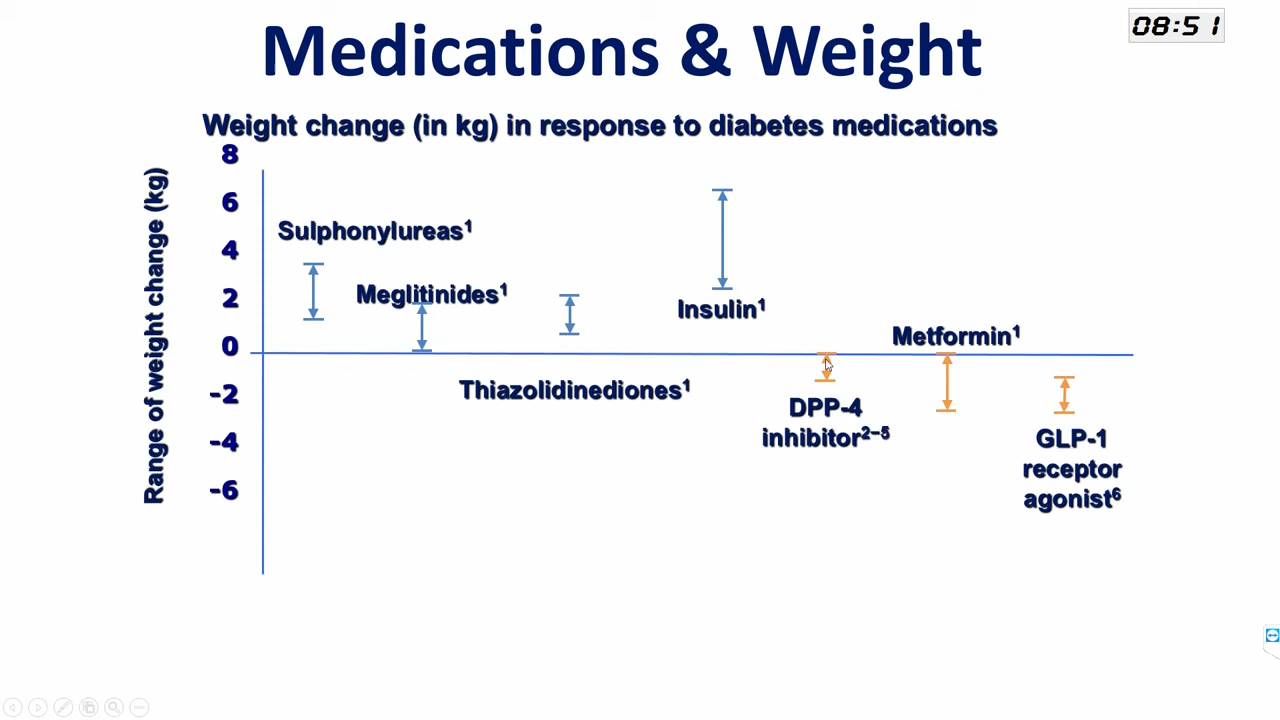 Medications & Weight
08:51
Weight change (in kg) in response to diabetes medications
Range of weight change (kg)
8
6
4
2
0
-2
-4
-6
Sulphonylureas¹
Meglitinides¹
Thiazolidinediones¹
Insulin¹
DPP-4
inhibitor²⁻⁵
Metformin¹
GLP-1
receptor
agonist⁶